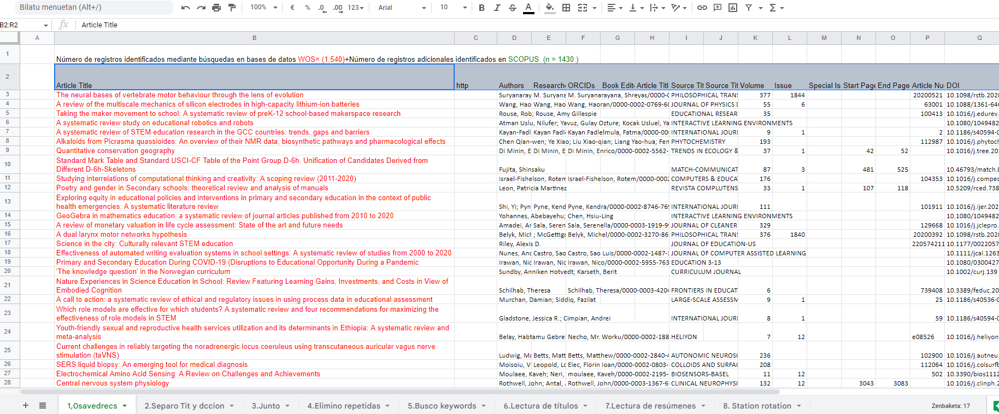 Bilatu menuetan (Alt+/) 100% € % .0 .00 123 Arial 10 B I S A
B2:R2 fx Article Title
A B C D E F G H I J K L M N O P Q
1 Número de registros identificados mediante búsquedas en bases de datos WOS= (1,540)+Número de registros adicionales identificados en SCOPUS (n = 1430 )
2 Article Title http Authors Research ORCIDs Book Edit Article Titl Source Tit Source Tit Volume Issue Special Is Start Page End Page Article Nu DOI
3 The neural bases of vertebrate motor behaviour through the lens of evolution Suryanaray Suryana M. Suryanarayana, Shreyas/0000-0 PHILOSOPHICAL TRANS 377 1844 20200521 10.1098/rstb.202
4 A review of the multiscale mechanics of silicon electrodes in high-capacity lithium-ion batteries Wang, Hao Wang, Hao Wang, Haoran/0000-0002-0769-6 JOURNAL OF PHYSICS 55 6 63001 10.1088/1361-64
5 Taking the maker movement to school: A systematic review of preK-12 school-based makerspace research Rouse, Rob; Rouse, Amy Gillespie EDUCATIONAL RESEAR 35 100413 10.1016/j.edurev.
6 A systematic review study on educational robotics and robots Atman Uslu, Nilufer; Yavuz, Gulay Ozture; Kocak Usluel, Ya INTERACTIVE LEARNING ENVIRONMENTS 10.1080/1049482
7 A systematic review of STEM education research in the GCC countries: trends, gaps and barriers Kayan-Fadl Kayan Fadl Kayan Fadlelmula, Fatma/0000-00 INTERNATIONAL JOUR 9 1 2 10.1186/s40594-0
8 Alkaloids from Picrasma quassioides: An overview of their NMR data, biosynthetic pathways and pharmacological effects Chen Qian-wen; Ye Xiao; Liu Xiao-qian; Liang Yao-hua; Fen PHYTOCHEMISTRY 193 112987 10.1016/j.phytoch
9 Quantitative conservation geography Di Minin, E Di Minin, E Di Minin, Enrico/0000-0002-5562- TRENDS IN ECOLOGY & 37 1 42 52 10.1016/j.tree.20
10 Standard Mark Table and Standard USCI-CF Table of the Point Group D-6h. Unification of Candidates Derived from
Different D-6h-Skeletons Fujita, Shinsaku MATCH-COMMUNICAT 87 3 481 525 10.46793/match.8
11 Studying interrelations of computational thinking and creativity: A scoping review (2011-2020) Israel-Fishelson, Rotem Israel-Fishelson, Rotem/0000-000 COMPUTERS & EDUCA 176 104353 10.1016/j.comped
12 Poetry and gender in Secondary schools: theoretical review and analysis of manuals Leon, Patricia Martinez REVISTA COMPLUTENS 33 1 107 118 10.5209/rced.738
13 Exploring equity in educational policies and interventions in primary and secondary education in the context of public
health emergencies: A systematic literature review Shi, Yi; Pyn Pyne, Kend Pyne, Kendra/0000-0002-8746-76 INTERNATIONAL JOUR 111 101911 10.1016/j.ijer.202
14 GeoGebra in mathematics education: a systematic review of journal articles published from 2010 to 2020 Yohannes, Abebayehu; Chen, Hsiu-Ling INTERACTIVE LEARNING ENVIRONMENTS 10.1080/1049482
15 A review of monetary valuation in life cycle assessment: State of the art and future needs Amadei, Ar Sala, Seren Sala, Serenella/0000-0003-1919-9 JOURNAL OF CLEANER 329 129668 10.1016/j.jclepro.
16 A dual larynx motor networks hypothesis Belyk, Mich ; McGettig Belyk, Michel/0000-0002-3270-86 PHILOSOPHICAL TRANS 376 1840 20200392 10.1098/rstb.202
17 Science in the city: Culturally relevant STEM education Riley, Alexis D. JOURNAL OF EDUCATION-US 220574211 10.1177/0022057
18 Effectiveness of automated writing evaluation systems in school settings: A systematic review of studies from 2000 to 2020 Nunes, And Castro, Sao Castro, Sao Luis/0000-0002-1487- JOURNAL OF COMPUTER ASSISTED LEARNING 10.1111/jcal.1263
19 Primary and Secondary Education During COVID-19 (Disruptions to Educational Opportunity During a Pandemic Irawan, Nic Irawan, Nic Irawan, Nico/0000-0002-5955-763 EDUCATION 3-13 10.1080/0300427
20 'The knowledge question' in the Norwegian curriculum Sundby, Anniken Hotvedt; Karseth, Berit CURRICULUM JOURNAL 10.1002/curj.139
21 Nature Experiences in Science Education in School: Review Featuring Learning Gains, Investments, and Costs in View of
Embodied Cognition Schilhab, Theresa Schilhab, Theresa/0000-0003-420 FRONTIERS IN EDUCAT 6 739408 10.3389/feduc.20
22 A call to action: a systematic review of ethical and regulatory issues in using process data in educational assessment Murchan, Damian; Siddiq, Fazilat LARGE-SCALE ASSESSM 9 1 25 10.1186/s40536-0
23 Which role models are effective for which students? A systematic review and four recommendations for maximizing the
effectiveness of role models in STEM Gladstone, Jessica R.; Cimpian, Andrei INTERNATIONAL JOUR 8 1 59 10.1186/s40594-0
24 Youth-friendly sexual and reproductive health services utilization and its determinants in Ethiopia: A systematic review and
meta-analysis Belay, Habtamu Gebre Necho, Mr. Worku/0000-0002-188 HELIYON 7 12 e08526 10.1016/j.heliyon
25 Current challenges in reliably targeting the noradrenergic locus coeruleus using transcutaneous auricular vagus nerve
stimulation (taVNS) Ludwig, Ma Betts, Matt Betts, Matthew/0000-0002-2840- AUTONOMIC NEUROSC 236 102900 10.1016/j.autneu.
26 SERS liquid biopsy: An emerging tool for medical diagnosis Moisoiu, V Leopold, Lo Elec, Florin Ioan/0000-0002-0803- COLLOIDS AND SURFAC 208 112064 10.1016/j.colsurfb
27 Electrochemical Amino Acid Sensing: A Review on Challenges and Achievements Moulaee, Kaveh; Neri, moulaee, Kaveh/0000-0002-2195- BIOSENSORS-BASEL 11 12 502 10.3390/bios1112
28 Central nervous system physiology Rothwell, John; Antal, Rothwell, John/0000-0003-1367-6 CLINICAL NEUROPHYSI 132 12 3043 3083 10.1016/j.clinph.2
1,0savedrecs 2.Separo Tit y dccion 3.Junto 4.Elimino repetidas 5.Busco keywords 6.Lectura de títulos 7.Lectura de resúmenes 8. Station rotation Zenbaketa: 17